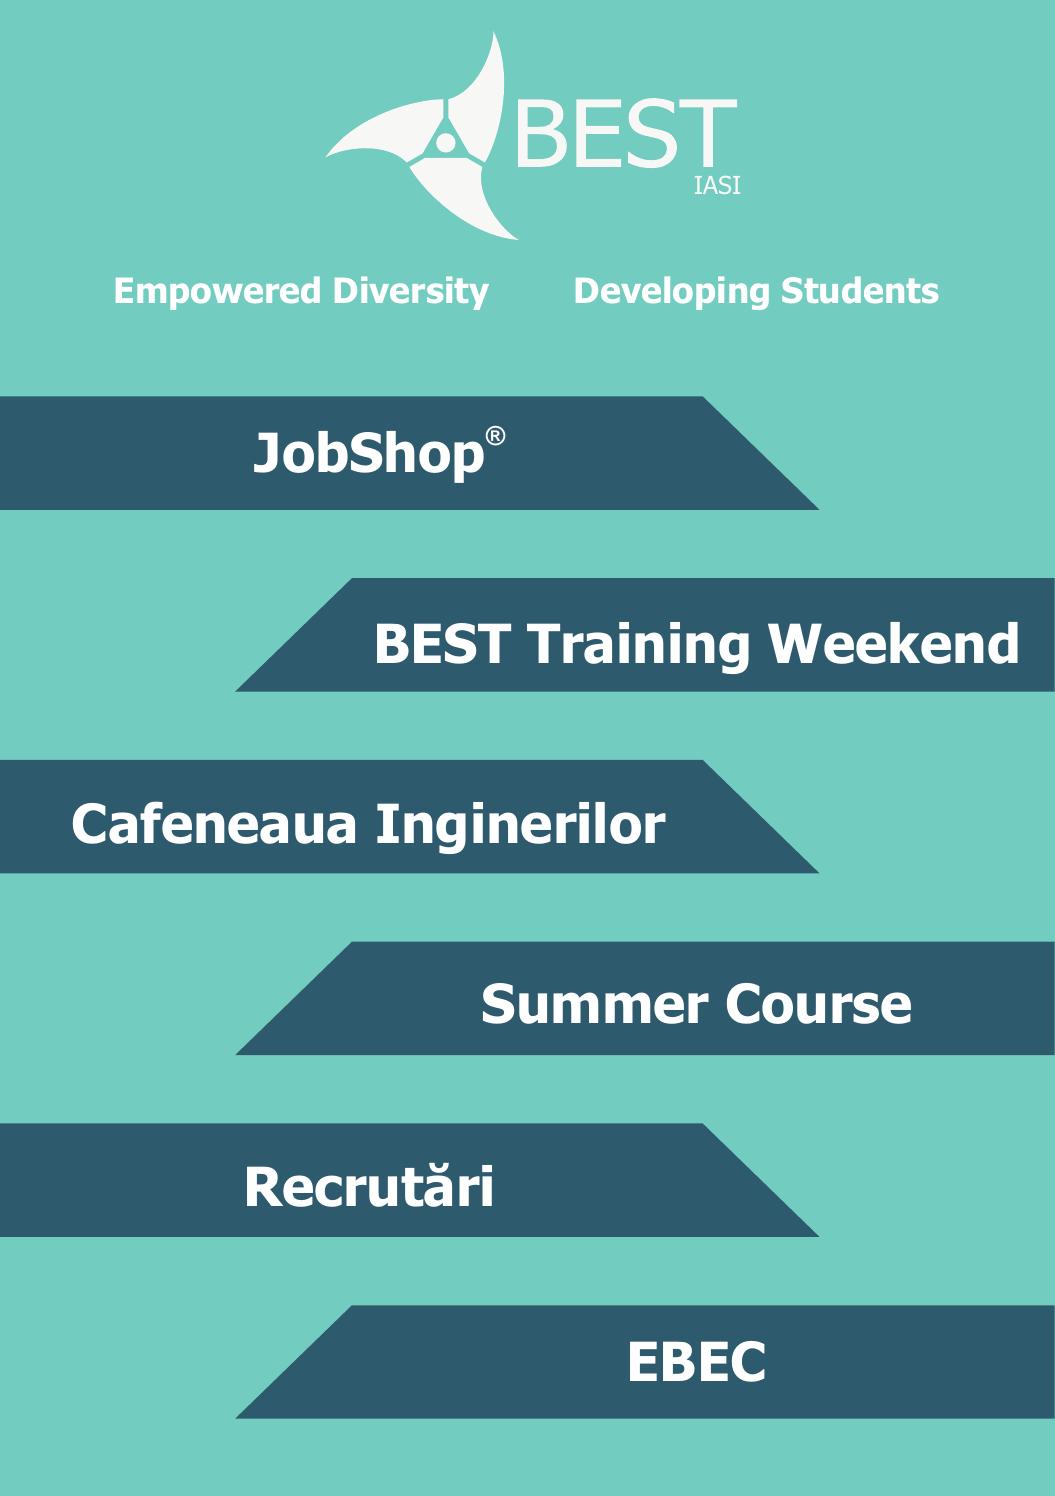 BEST
IASI
Empowered Diversity Developing Students
JobShop®
BEST Training Weekend
Cafeneaua Inginerilor
Summer Course
Recrutări
EBEC